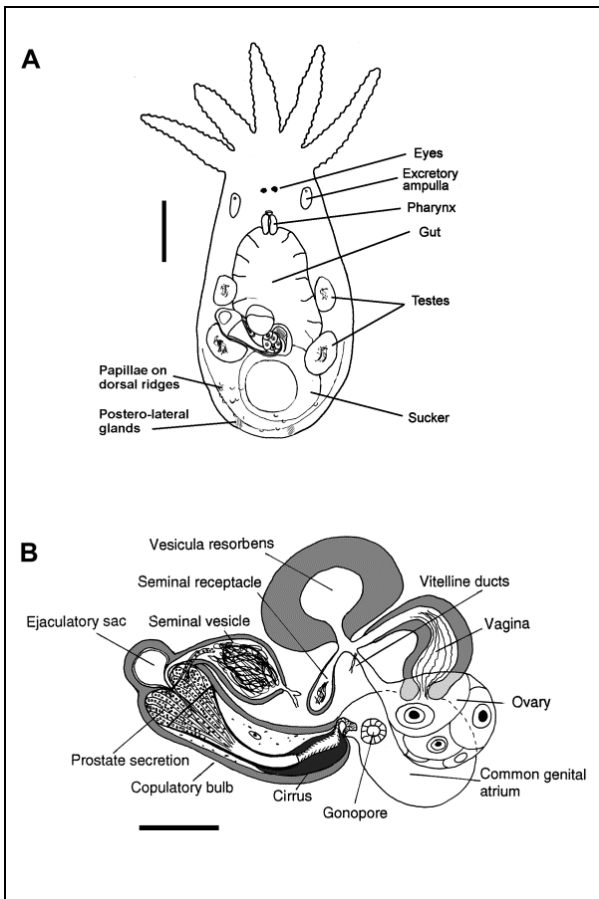 A
Eyes
Excretory
ampulla
Pharynx
Gut
Testes
Papillae on
dorsal ridges
Postero-lateral
glands
Sucker
B
Vesicula resorbens
Seminal receptacle
Vitelline ducts
Ejaculatory sac
Seminal vesicle
Vagina
Ovary
Prostate secretion
Copulatory bulb
Cirrus
Gonopore
Common genital
atrium